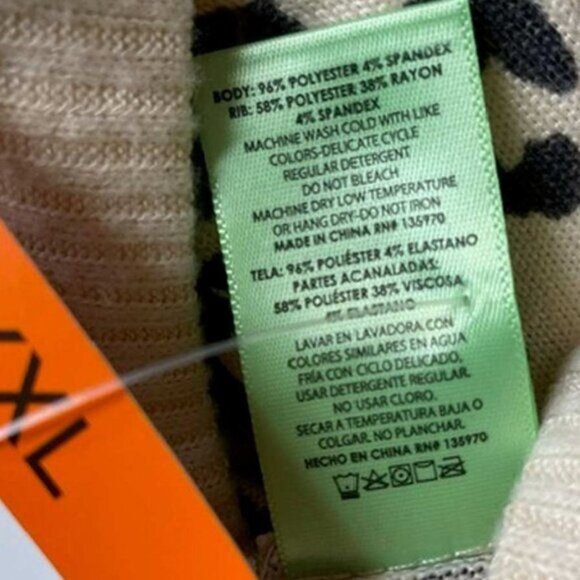 BODY: 96% POLYESTER 4% SPANDEX
RIB: 58% POLYESTER 38% RAYON
4% SPANDEX
MACHINE WASH COLD WITH LIKE
COLORS-DELICATE CYCLE
REGULAR DETERGENT
DO NOT BLEACH
MACHINE DRY LOW TEMPERATURE
OR HANG DRY-DO NOT IRON
MADE IN CHINA RN# 135970
TELA: 96% POLIÉSTER 4% ELASTANO
PARTES ACANALADAS:
58% POLIÉSTER 38% VISCOSA
4% ELASTANO
LAVAR EN LAVADORA CON
COLORES SIMILARES EN AGUA
FRÍA CON CICLO DELICADO.
USAR DETERGENTE REGULAR.
NO USAR CLORO.
SECAR A TEMPERATURA BAJA O
COLGAR. NO PLANCHAR.
HECHO EN CHINA RN# 135970
XXL